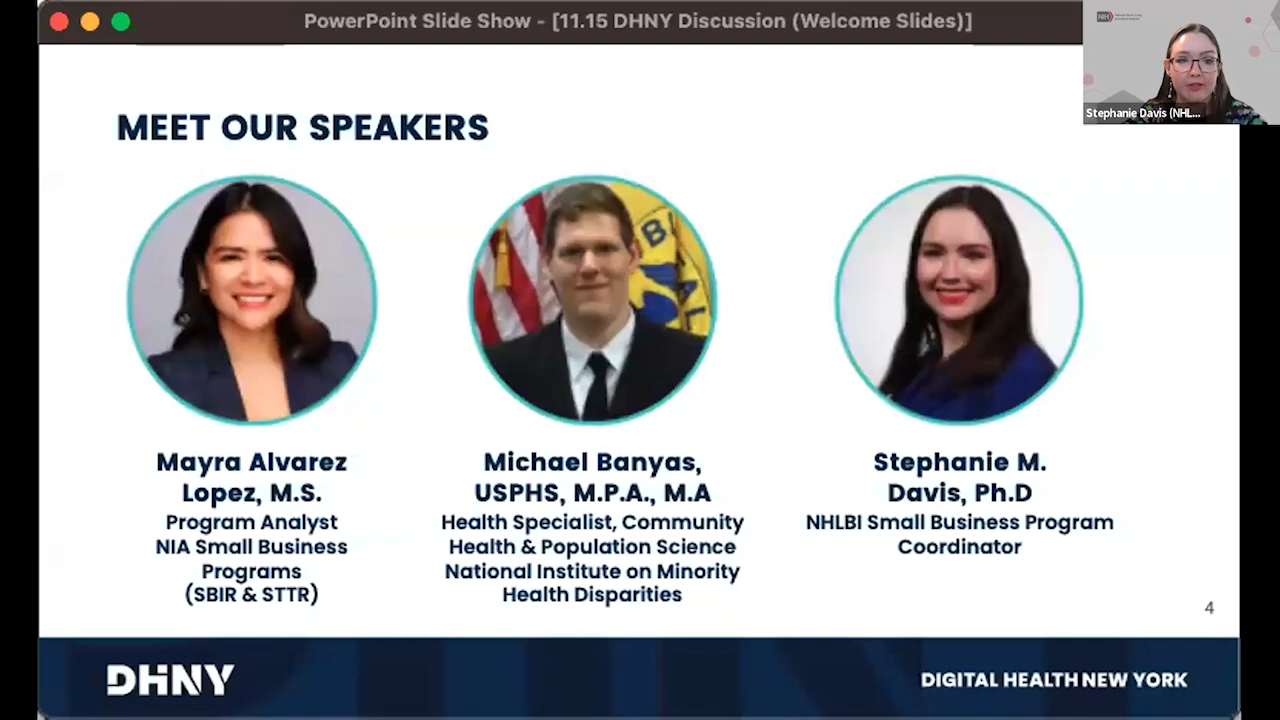 PowerPoint Slide Show - [11.15 DHNY Discussion (Welcome Slides)]
NIH
Stephanie Davis (NHL...
MEET OUR SPEAKERS
Mayra Alvarez
Lopez, M.S.
Program Analyst
NIA Small Business
Programs
(SBIR & STTR)
Michael Banyas,
USPHS, M.P.A., M.A
Health Specialist, Community
Health & Population Science
National Institute on Minority
Health Disparities
Stephanie M.
Davis, Ph.D
NHLBI Small Business Program
Coordinator
4
DHNY
DIGITAL HEALTH NEW YORK